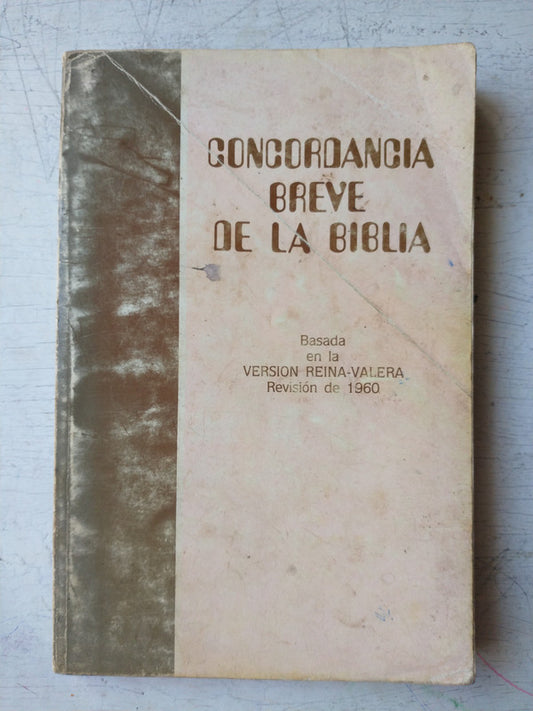 CONCORDANCIA
BREVE
DE LA BIBLIA
Basada
en la
VERSION REINA-VALERA
Revisión de 1960